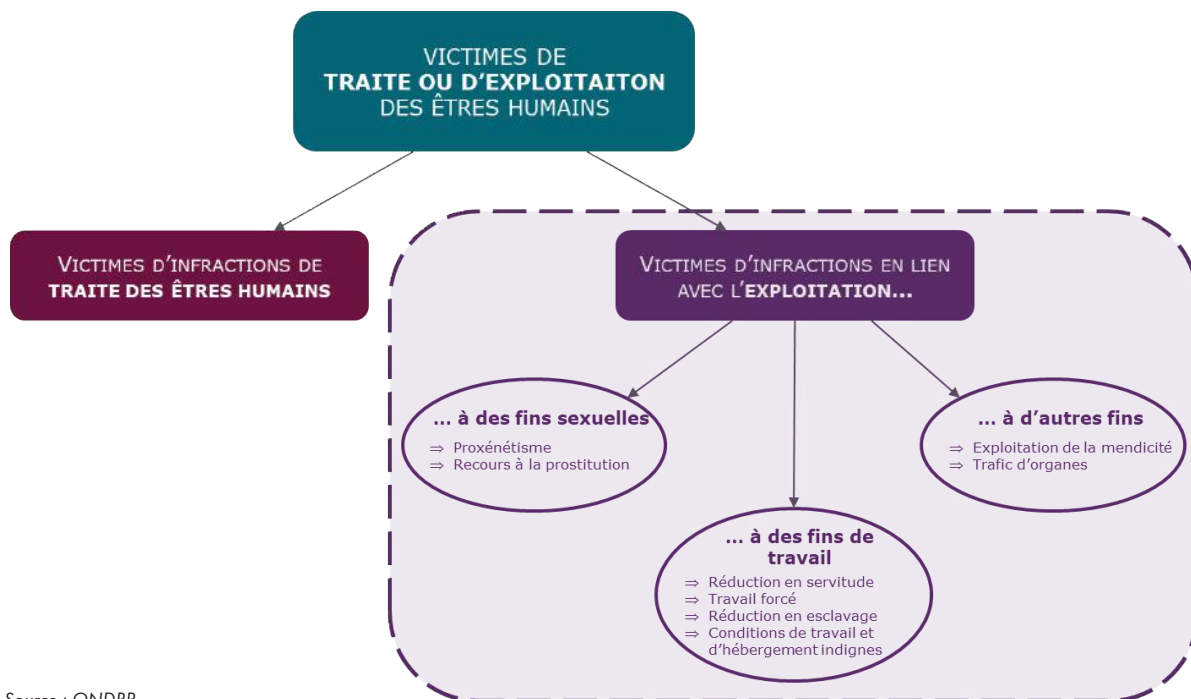 VICTIMES DE
TRAITE OU D'EXPLOITAITON
DES ÊTRES HUMAINS
VICTIMES D'INFRACTIONS DE
TRAITE DES ÊTRES HUMAINS
VICTIMES D'INFRACTIONS EN LIEN
AVEC L'EXPLOITATION...
... à des fins sexuelles
⇒ Proxénétisme
⇒ Recours à la prostitution
... à d'autres fins
⇒ Exploitation de la mendicité
⇒ Trafic d'organes
... à des fins de
travail
⇒ Réduction en servitude
⇒ Travail forcé
⇒ Réduction en esclavage
⇒ Conditions de travail et
d'hébergement indignes
Source : ONDRP